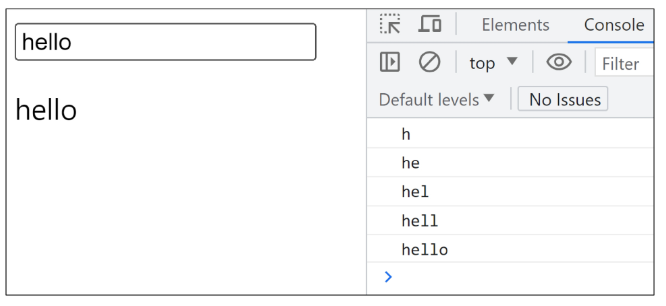 hello
hello
Elements Console
top Filter
Default levels No Issues
h
he
hel
hell
hello